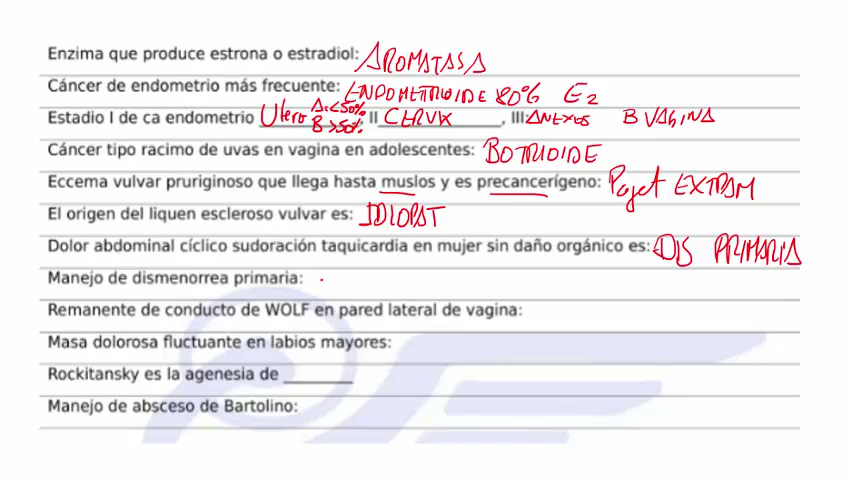 Enzima que produce estrona o estradiol: AROMATASA
Cáncer de endometrio más frecuente: ENDOMETRIOIDE 80% E2
Estadio I de ca endometrio Utero A:<50% B >50%, II CERVIX, III: ANEXOS B VAGINA
Cáncer tipo racimo de uvas en vagina en adolescentes: BOTRIOIDE
Eccema vulvar pruriginoso que llega hasta muslos y es precancerígeno: Paget EXTRAM
El origen del liquen escleroso vulvar es: IDIOPAT
Dolor abdominal cíclico sudoración taquicardia en mujer sin daño orgánico es: DIS PRIMARIA
Manejo de dismenorrea primaria:
Remanente de conducto de WOLF en pared lateral de vagina:
Masa dolorosa fluctuante en labios mayores:
Rockitansky es la agenesia de ________
Manejo de absceso de Bartolino: